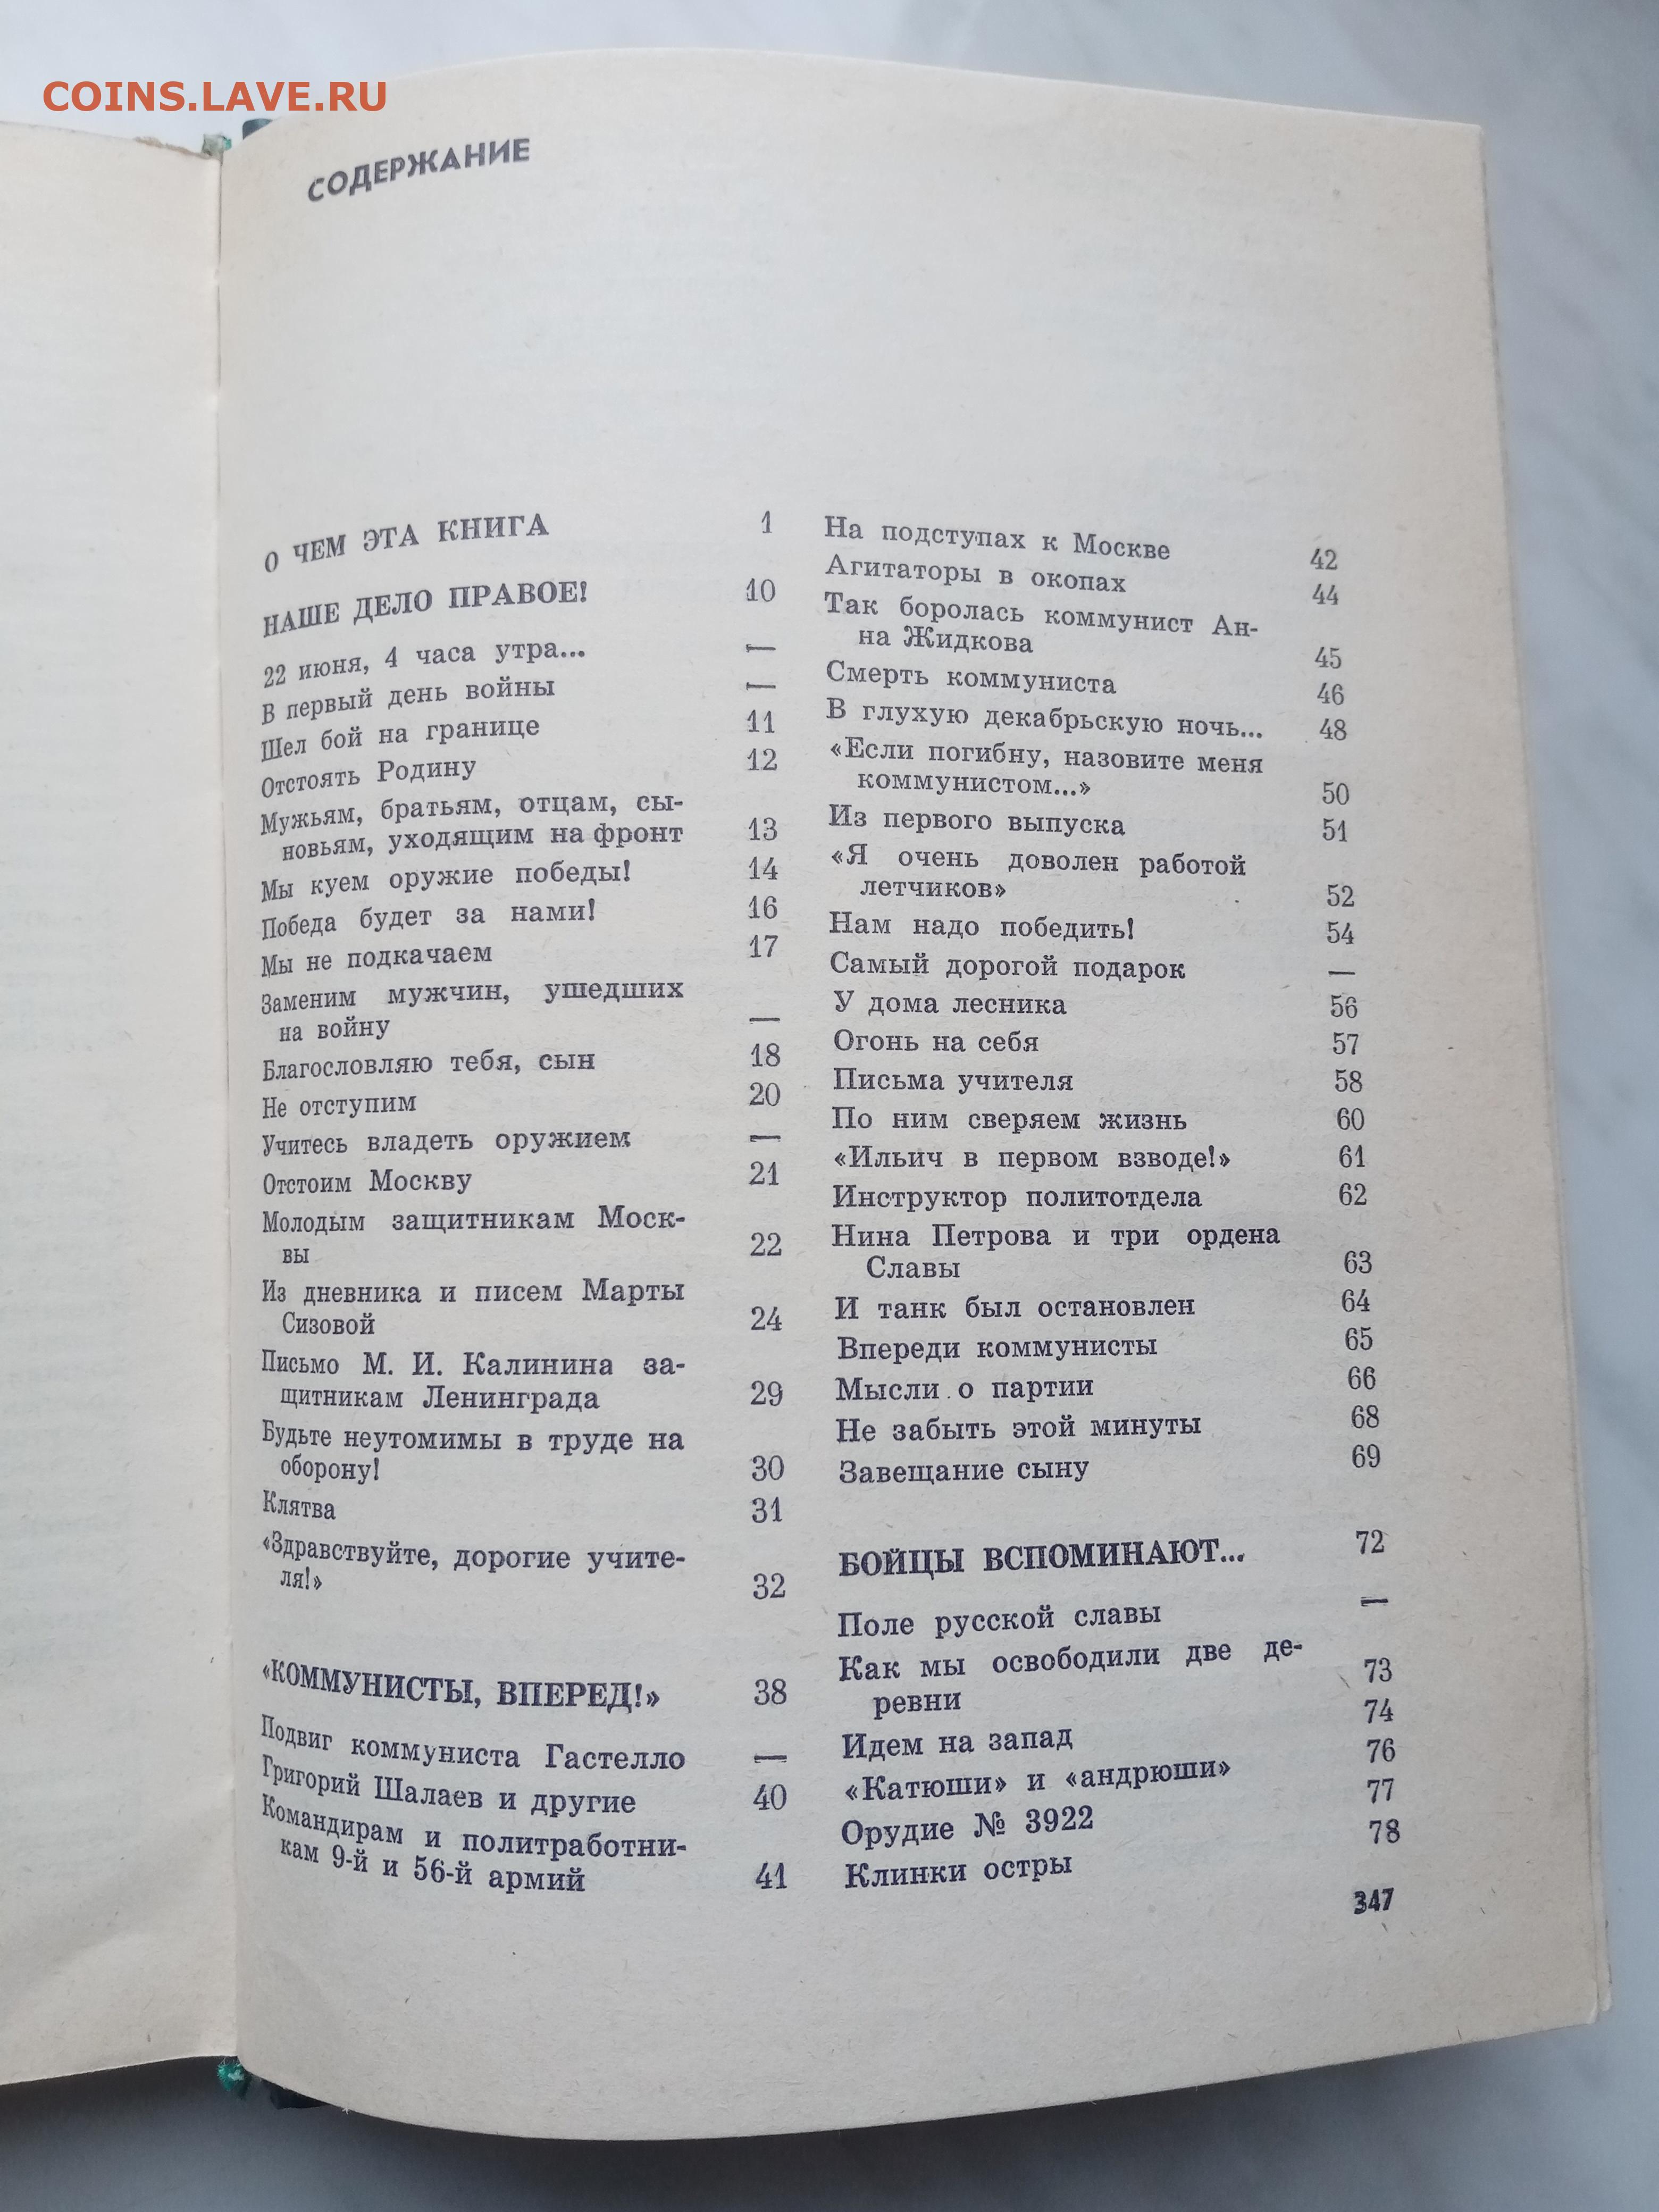 COINS.LAVE.RU
СОДЕРЖАНИЕ
О ЧЕМ ЭТА КНИГА 1
НАШЕ ДЕЛО ПРАВОЕ! 10
22 июня, 4 часа утра... —
В первый день войны —
Шел бой на границе 11
Отстоять Родину 12
Мужьям, братьям, отцам, сы-
новьям, уходящим на фронт 13
Мы куем оружие победы! 14
Победа будет за нами! 16
Мы не подкачаем 17
Заменим мужчин, ушедших
на войну —
Благословляю тебя, сын 18
Не отступим 20
Учитесь владеть оружием —
Отстоим Москву 21
Молодым защитникам Моск-
вы 22
Из дневника и писем Марты
Сизовой 24
Письмо М. И. Калинина за-
щитникам Ленинграда 29
Будьте неутомимы в труде на
оборону! 30
Клятва 31
«Здравствуйте, дорогие учите-
ля!» 32
«КОММУНИСТЫ, ВПЕРЕД!» 38
Подвиг коммуниста Гастелло —
Григорий Шалаев и другие 40
Командирам и политработни-
кам 9-й и 56-й армий 41
На подступах к Москве 42
Агитаторы в окопах 44
Так боролась коммунист Ан-
на Жидкова 45
Смерть коммуниста 46
В глухую декабрьскую ночь... 48
«Если погибну, назовите меня
коммунистом...» 50
Из первого выпуска 51
«Я очень доволен работой
летчиков» 52
Нам надо победить! 54
Самый дорогой подарок —
У дома лесника 56
Огонь на себя 57
Письма учителя 58
По ним сверяем жизнь 60
«Ильич в первом взводе!» 61
Инструктор политотдела 62
Нина Петрова и три ордена
Славы 63
И танк был остановлен 64
Впереди коммунисты 65
Мысли о партии 66
Не забыть этой минуты 68
Завещание сыну 69
БОЙЦЫ ВСПОМИНАЮТ... 72
Поле русской славы —
Как мы освободили две де-
ревни 73
Идем на запад 74
«Катюши» и «андрюши» 76
Орудие № 3922 77
Клинки остры 78
347